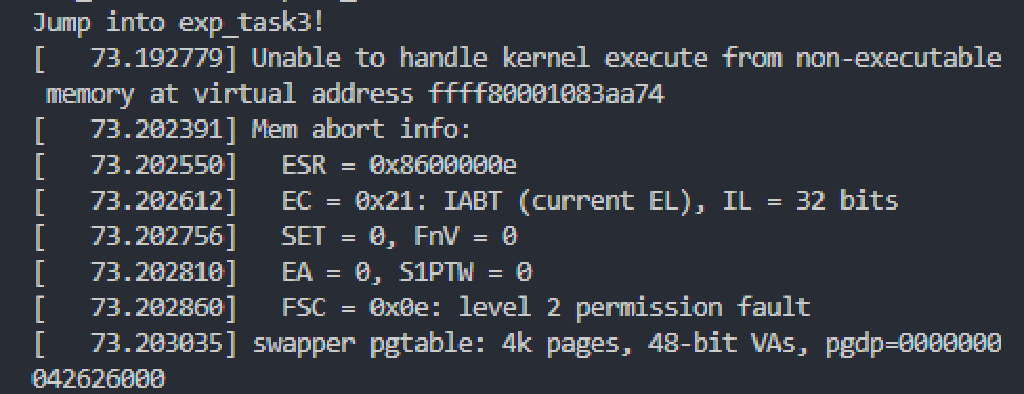 Jump into exp_task3!
[   73.192779] Unable to handle kernel execute from non-executable
 memory at virtual address ffff80001083aa74
[   73.202391] Mem abort info:
[   73.202550]   ESR = 0x8600000e
[   73.202612]   EC = 0x21: IABT (current EL), IL = 32 bits
[   73.202756]   SET = 0, FnV = 0
[   73.202810]   EA = 0, S1PTW = 0
[   73.202860]   FSC = 0x0e: level 2 permission fault
[   73.203035] swapper pgtable: 4k pages, 48-bit VAs, pgdp=0000000
042626000